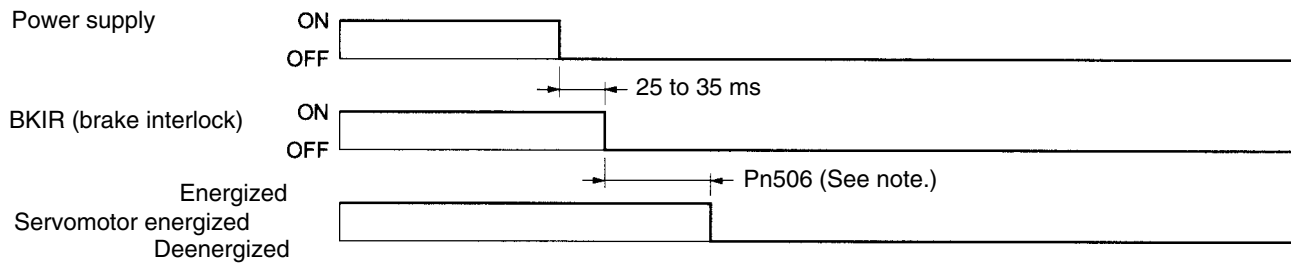 Power supply
ON
OFF
25 to 35 ms
BKIR (brake interlock)
ON
OFF
Pn506 (See note.)
Energized
Servomotor energized
Deenergized